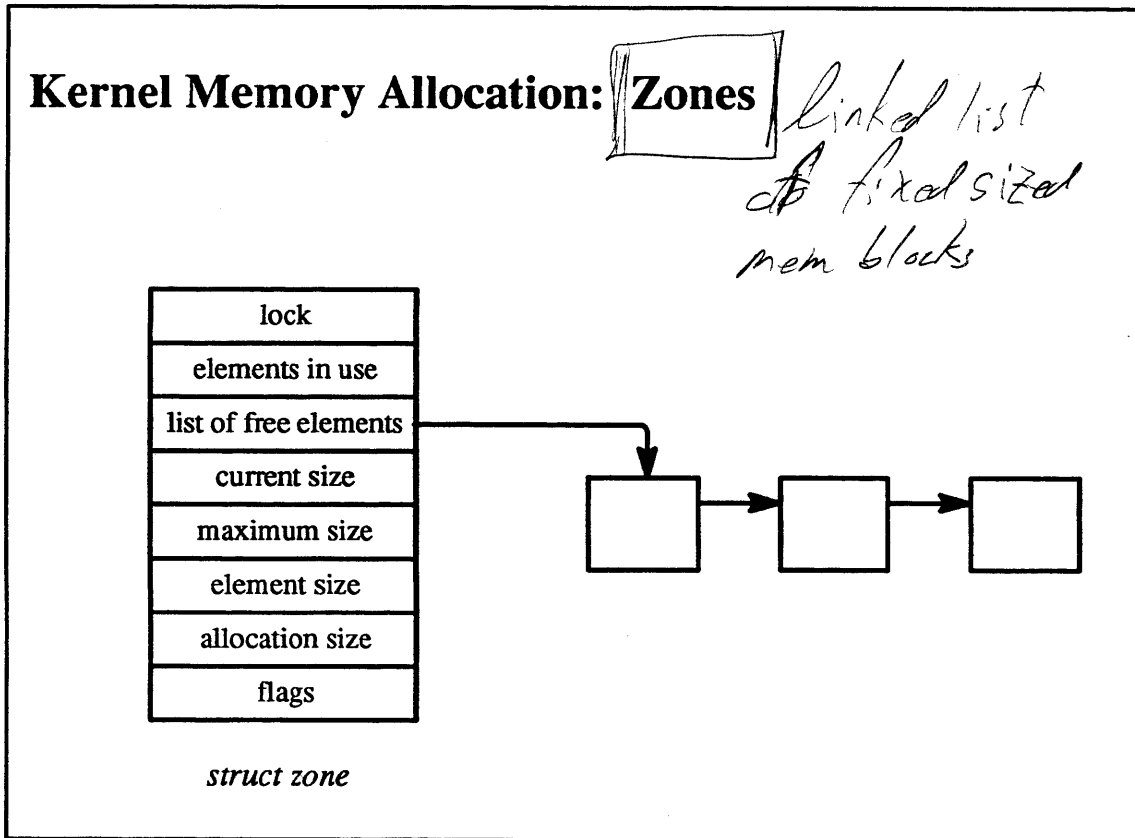 Kernel Memory Allocation: Zones
linked list
of fixed sized
mem blocks
lock
elements in use
list of free elements
current size
maximum size
element size
allocation size
flags
struct zone